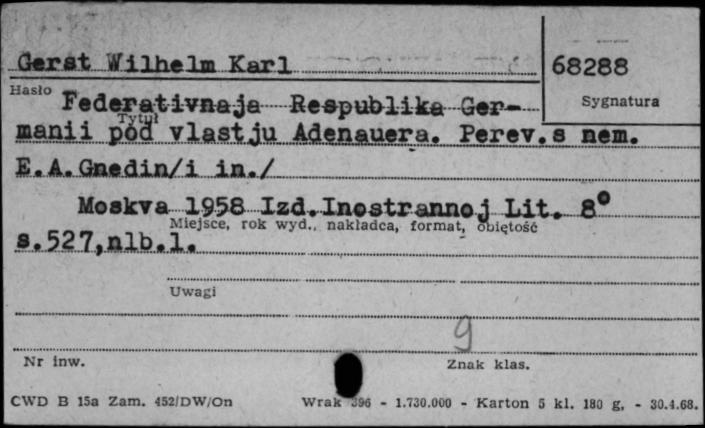 Gerst Wilhelm Karl
68288
Hasło
Sygnatura
Federativnaja Respublika Ger-
Tytuł
manii pod vlastju Adenauera. Perev.s nem.
E.A.Gnedin/i in./
Moskva 1958 Izd.Inostrannoj Lit. 8°
Miejsce, rok wyd., nakładca, format, objętość
s.527,nlb.1.
Uwagi
9
Nr inw.
Znak klas.
CWD B 15a Zam. 452/DW/On Wrak 396 - 1.730.000 - Karton 5 kl. 180 g. - 30.4.68.